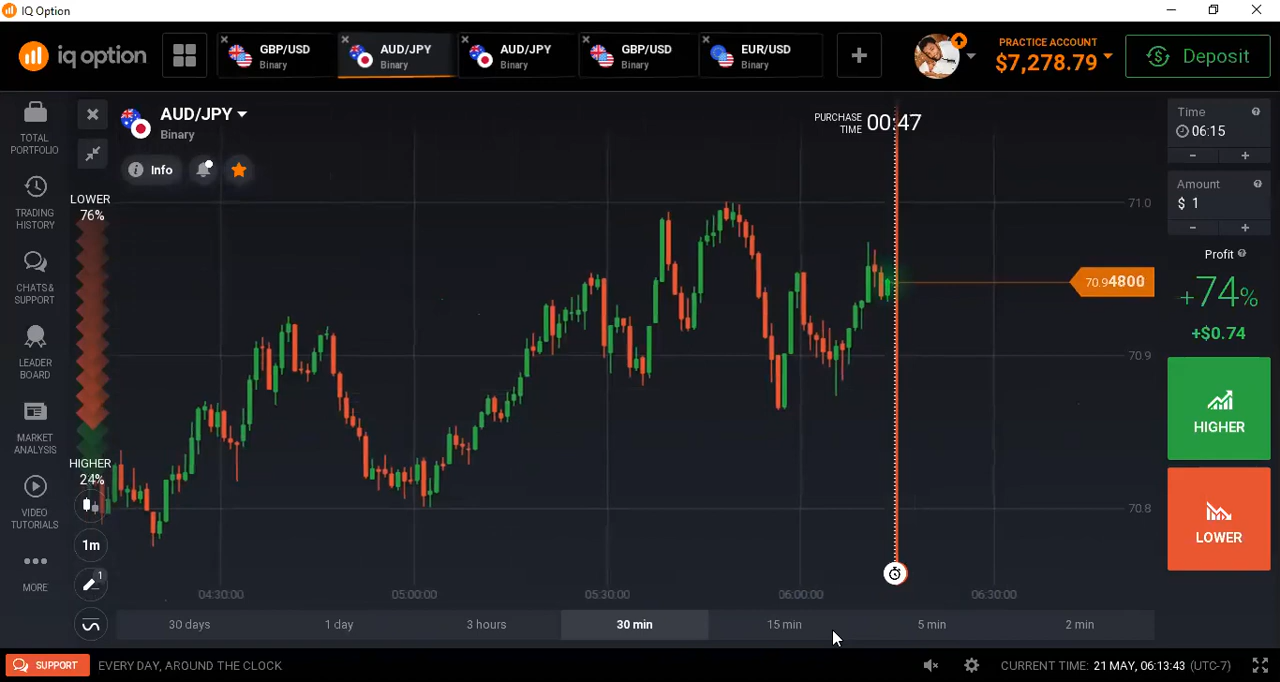 IQ Option
iq option
GBP/USD
Binary
AUD/JPY
Binary
AUD/JPY
Binary
GBP/USD
Binary
EUR/USD
Binary
PRACTICE ACCOUNT
$7,278.79
Deposit
TOTAL
PORTFOLIO
TRADING
HISTORY
CHATS &
SUPPORT
LEADER
BOARD
MARKET
ANALYSIS
VIDEO
TUTORIALS
MORE
AUD/JPY
Binary
Info
LOWER
76%
HIGHER
24%
1m
1
PURCHASE
TIME
00:47
71.0
70.94800
70.9
70.8
04:30:00
05:00:00
05:30:00
06:00:00
06:30:00
30 days
1 day
3 hours
30 min
15 min
5 min
2 min
Time
06:15
- +
Amount
$ 1
- +
Profit
+74%
+$0.74
HIGHER
LOWER
SUPPORT
EVERY DAY, AROUND THE CLOCK
CURRENT TIME: 21 MAY, 06:13:43 (UTC-7)